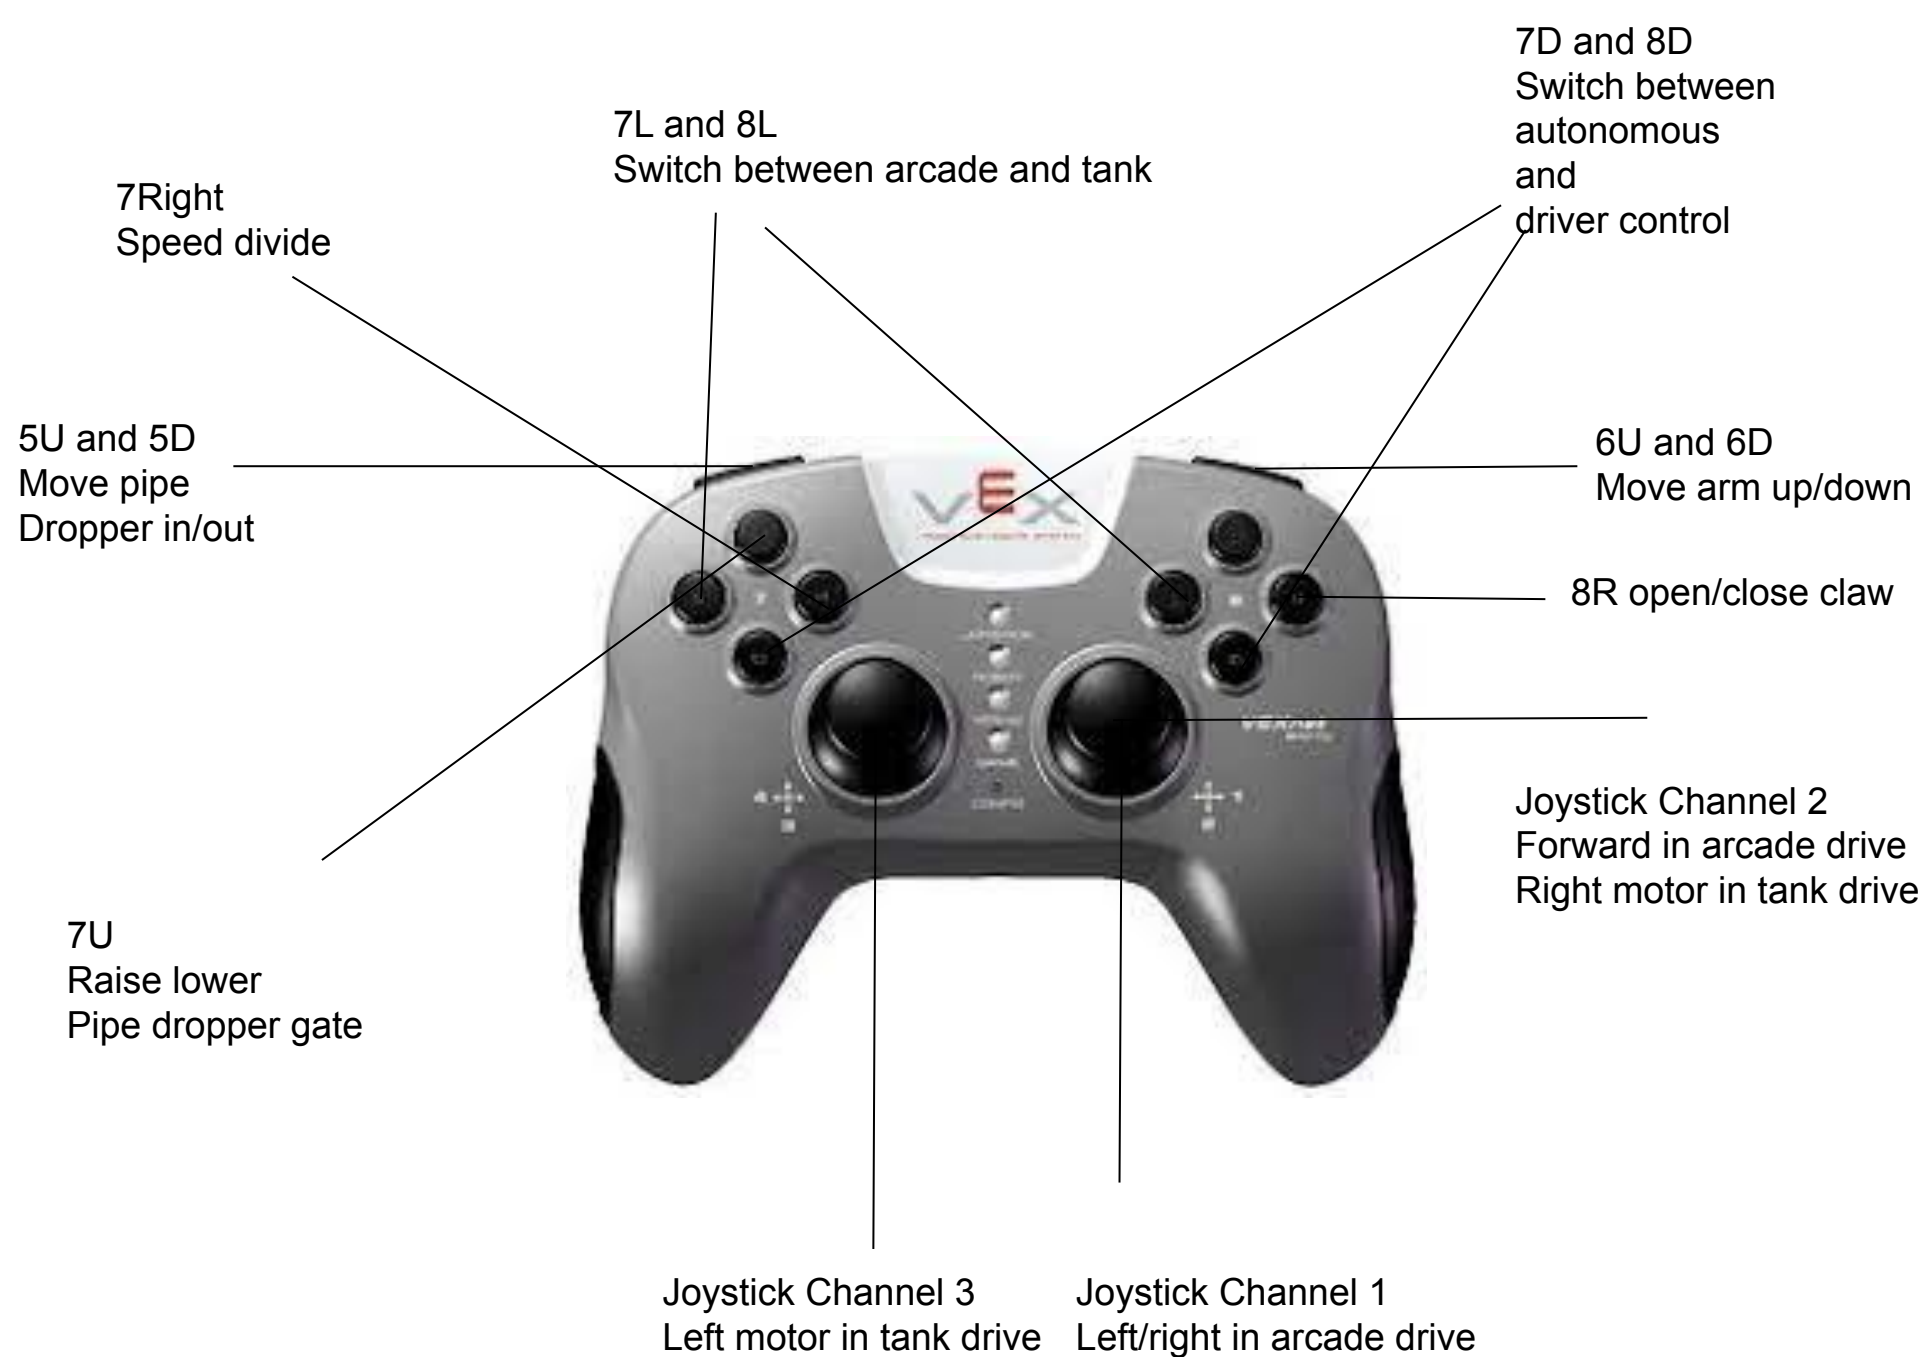 7D and 8D
Switch between
autonomous
and
driver control
7L and 8L
Switch between arcade and tank
7Right
Speed divide
5U and 5D
Move pipe
Dropper in/out
6U and 6D
Move arm up/down
VEX
8R open/close claw
CONFIG
Joystick Channel 2
Forward in arcade drive
Right motor in tank drive
7U
Raise lower
Pipe dropper gate
Joystick Channel 3
Left motor in tank drive
Joystick Channel 1
Left/right in arcade drive